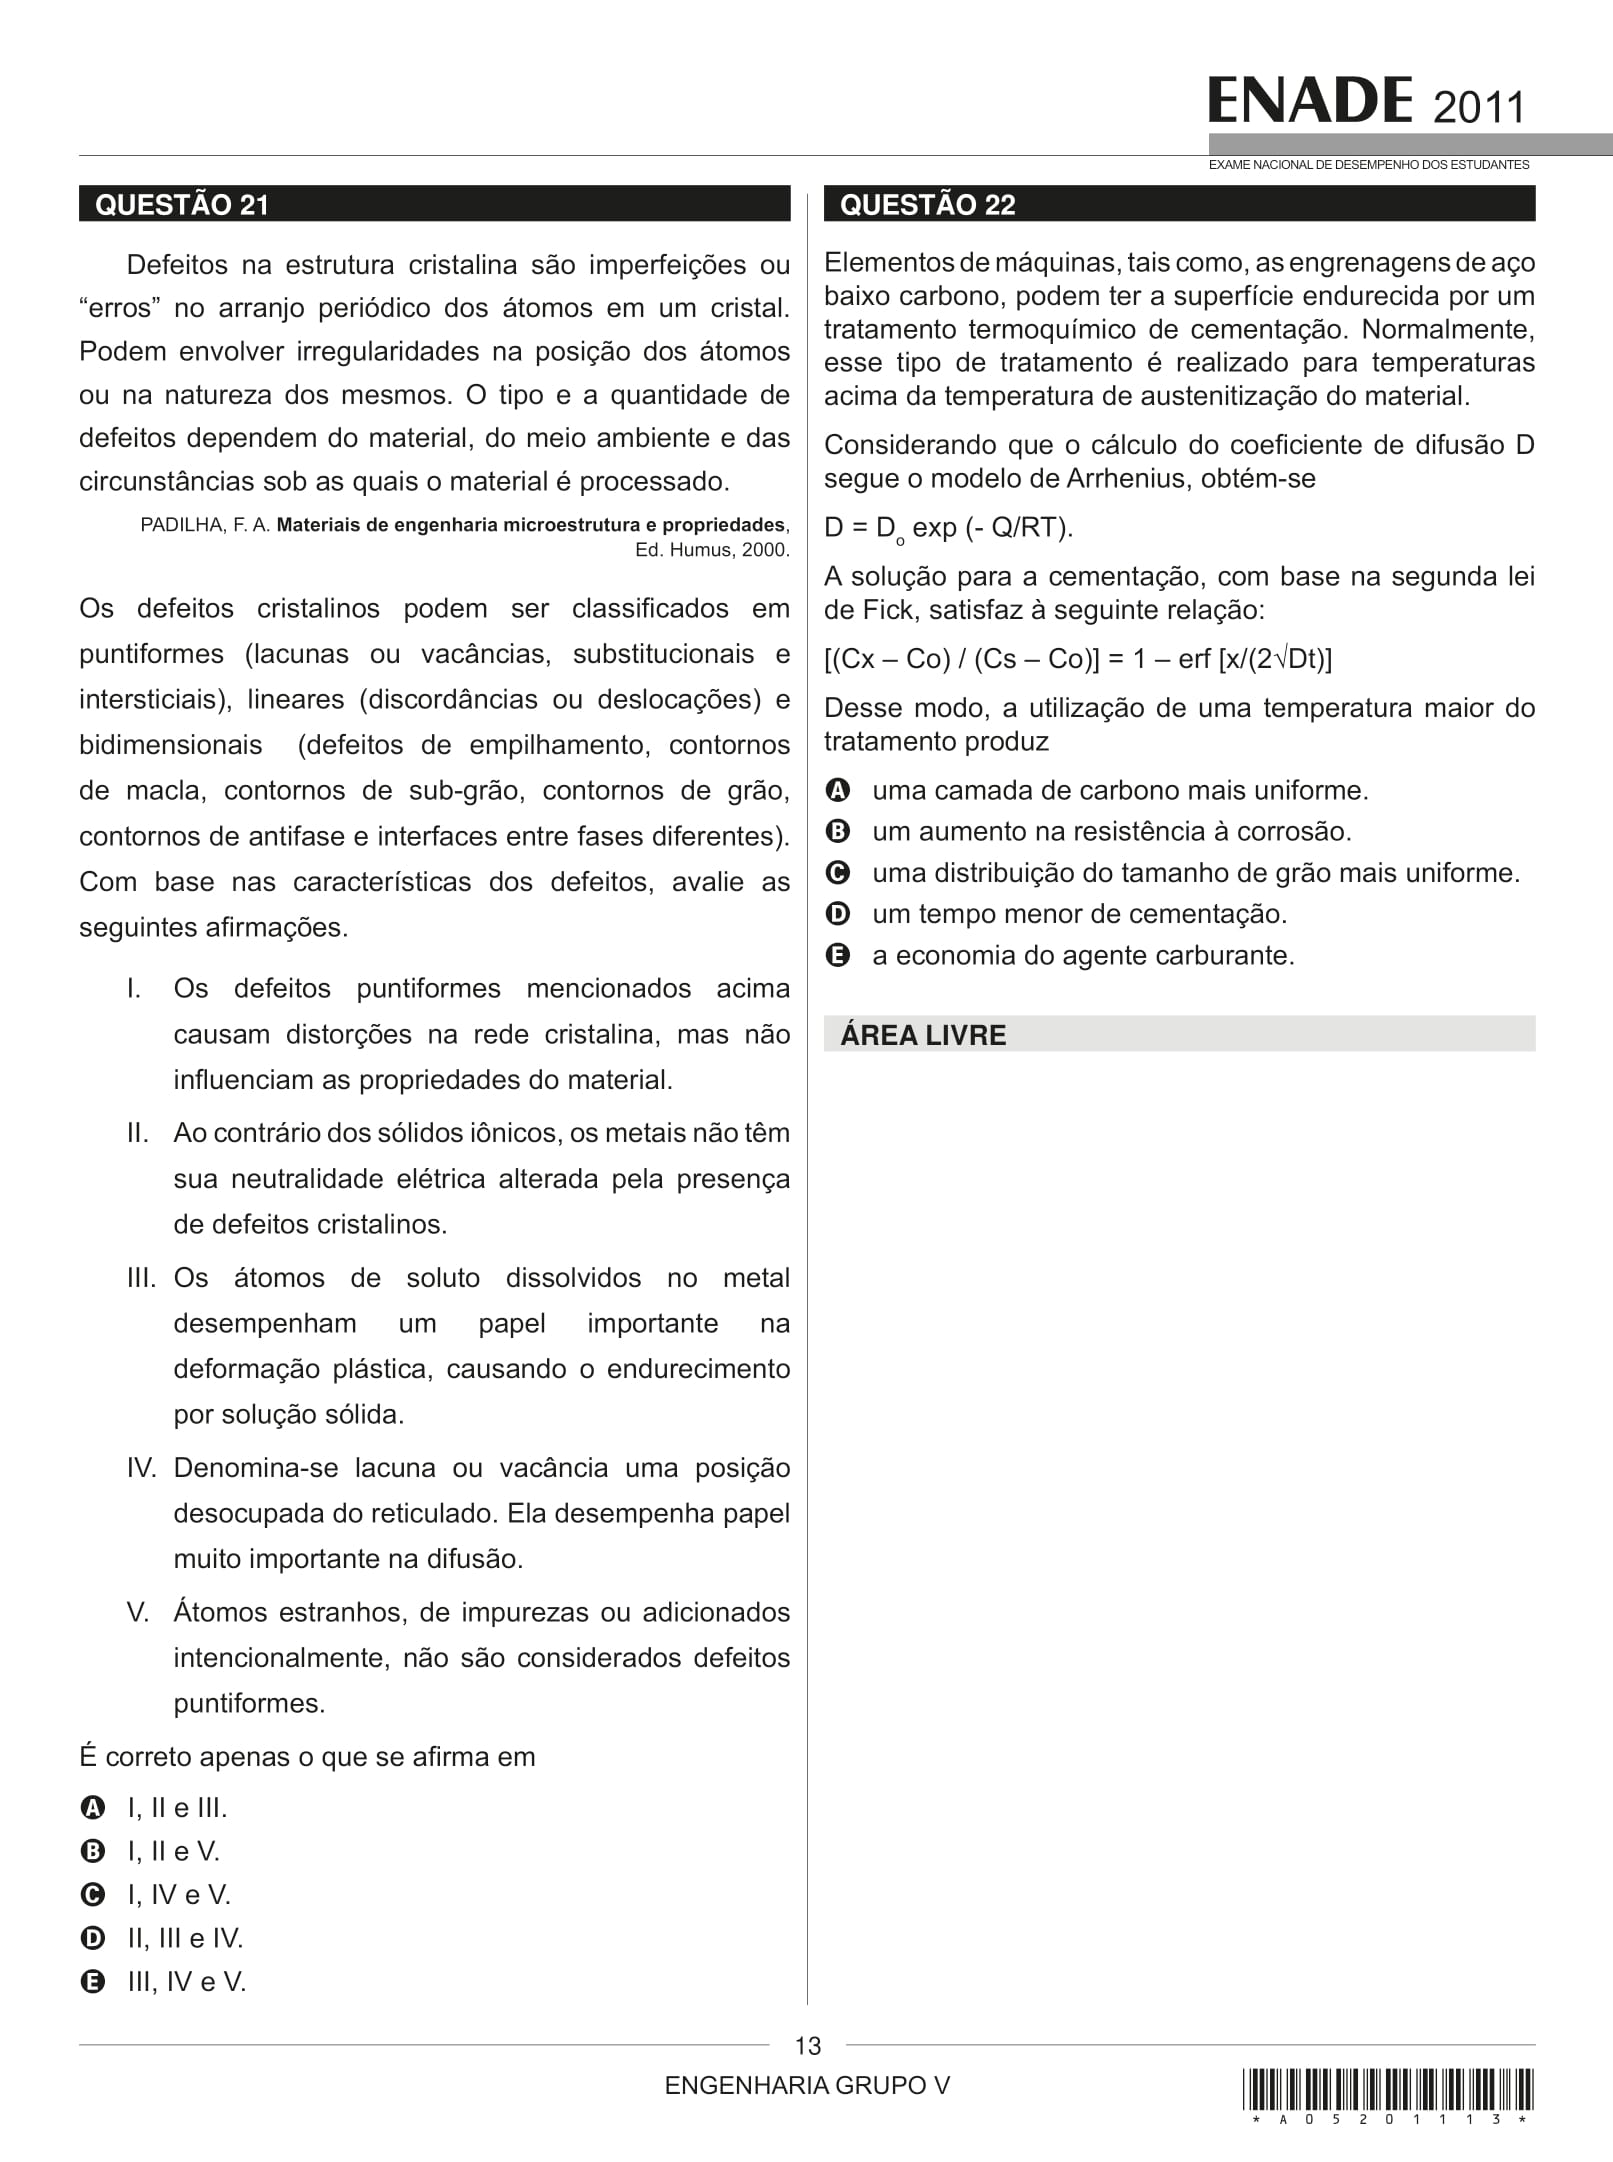 ENADE 2011
EXAME NACIONAL DE DESEMPENHO DOS ESTUDANTES
QUESTÃO 21
Defeitos na estrutura cristalina são imperfeições ou
“erros” no arranjo periódico dos átomos em um cristal.
Podem envolver irregularidades na posição dos átomos
ou na natureza dos mesmos. O tipo e a quantidade de
defeitos dependem do material, do meio ambiente e das
circunstâncias sob as quais o material é processado.
PADILHA, F. A. Materiais de engenharia microestrutura e propriedades,
Ed. Humus, 2000.
Os defeitos cristalinos podem ser classificados em
puntiformes (lacunas ou vacâncias, substitucionais e
intersticiais), lineares (discordâncias ou deslocações) e
bidimensionais (defeitos de empilhamento, contornos
de macla, contornos de sub-grão, contornos de grão,
contornos de antifase e interfaces entre fases diferentes).
Com base nas características dos defeitos, avalie as
seguintes afirmações.
I. Os defeitos puntiformes mencionados acima
causam distorções na rede cristalina, mas não
influenciam as propriedades do material.
II. Ao contrário dos sólidos iônicos, os metais não têm
sua neutralidade elétrica alterada pela presença
de defeitos cristalinos.
III. Os átomos de soluto dissolvidos no metal
desempenham um papel importante na
deformação plástica, causando o endurecimento
por solução sólida.
IV. Denomina-se lacuna ou vacância uma posição
desocupada do reticulado. Ela desempenha papel
muito importante na difusão.
V. Átomos estranhos, de impurezas ou adicionados
intencionalmente, não são considerados defeitos
puntiformes.
É correto apenas o que se afirma em
A I, II e III.
B I, II e V.
C I, IV e V.
D II, III e IV.
E III, IV e V.
QUESTÃO 22
Elementos de máquinas, tais como, as engrenagens de aço
baixo carbono, podem ter a superfície endurecida por um
tratamento termoquímico de cementação. Normalmente,
esse tipo de tratamento é realizado para temperaturas
acima da temperatura de austenitização do material.
Considerando que o cálculo do coeficiente de difusão D
segue o modelo de Arrhenius, obtém-se
D = Do exp (- Q/RT).
A solução para a cementação, com base na segunda lei
de Fick, satisfaz à seguinte relação:
[(Cx – Co) / (Cs – Co)] = 1 – erf [x/(2√Dt)]
Desse modo, a utilização de uma temperatura maior do
tratamento produz
A uma camada de carbono mais uniforme.
B um aumento na resistência à corrosão.
C uma distribuição do tamanho de grão mais uniforme.
D um tempo menor de cementação.
E a economia do agente carburante.
ÁREA LIVRE
13
ENGENHARIA GRUPO V
* A 0 5 2 0 1 1 1 3 *